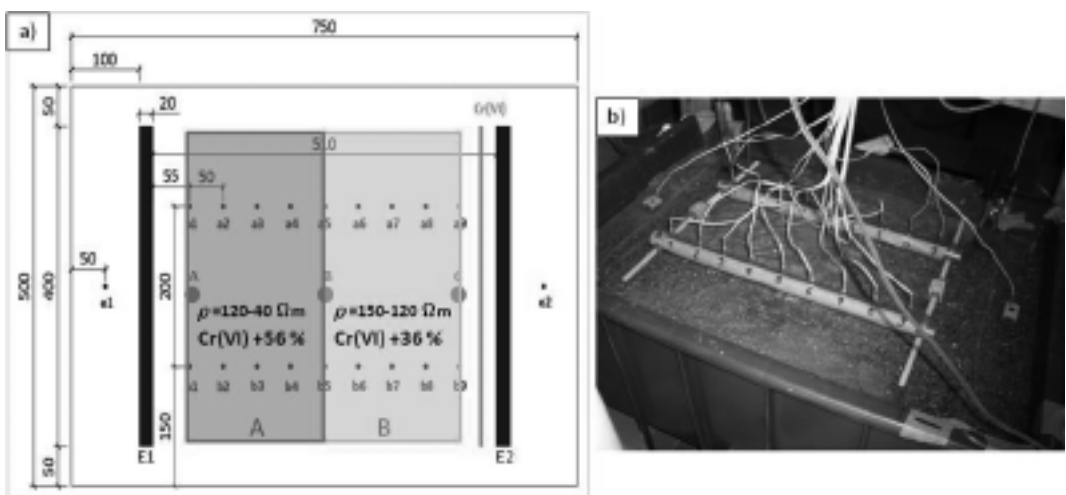 a)
750
100
20
Cr(VI)
50
510
55
50
a1 a2 a3 a4 a5 a6 a7 a8 a9
50
A B C
500
400
200
e1
e2
ρ=120-40 Ωm
ρ=150-120 Ωm
Cr(VI) +56 %
Cr(VI) +36 %
b1 b2 b3 b4 b5 b6 b7 b8 b9
150
A
B
50
E1
E2
b)